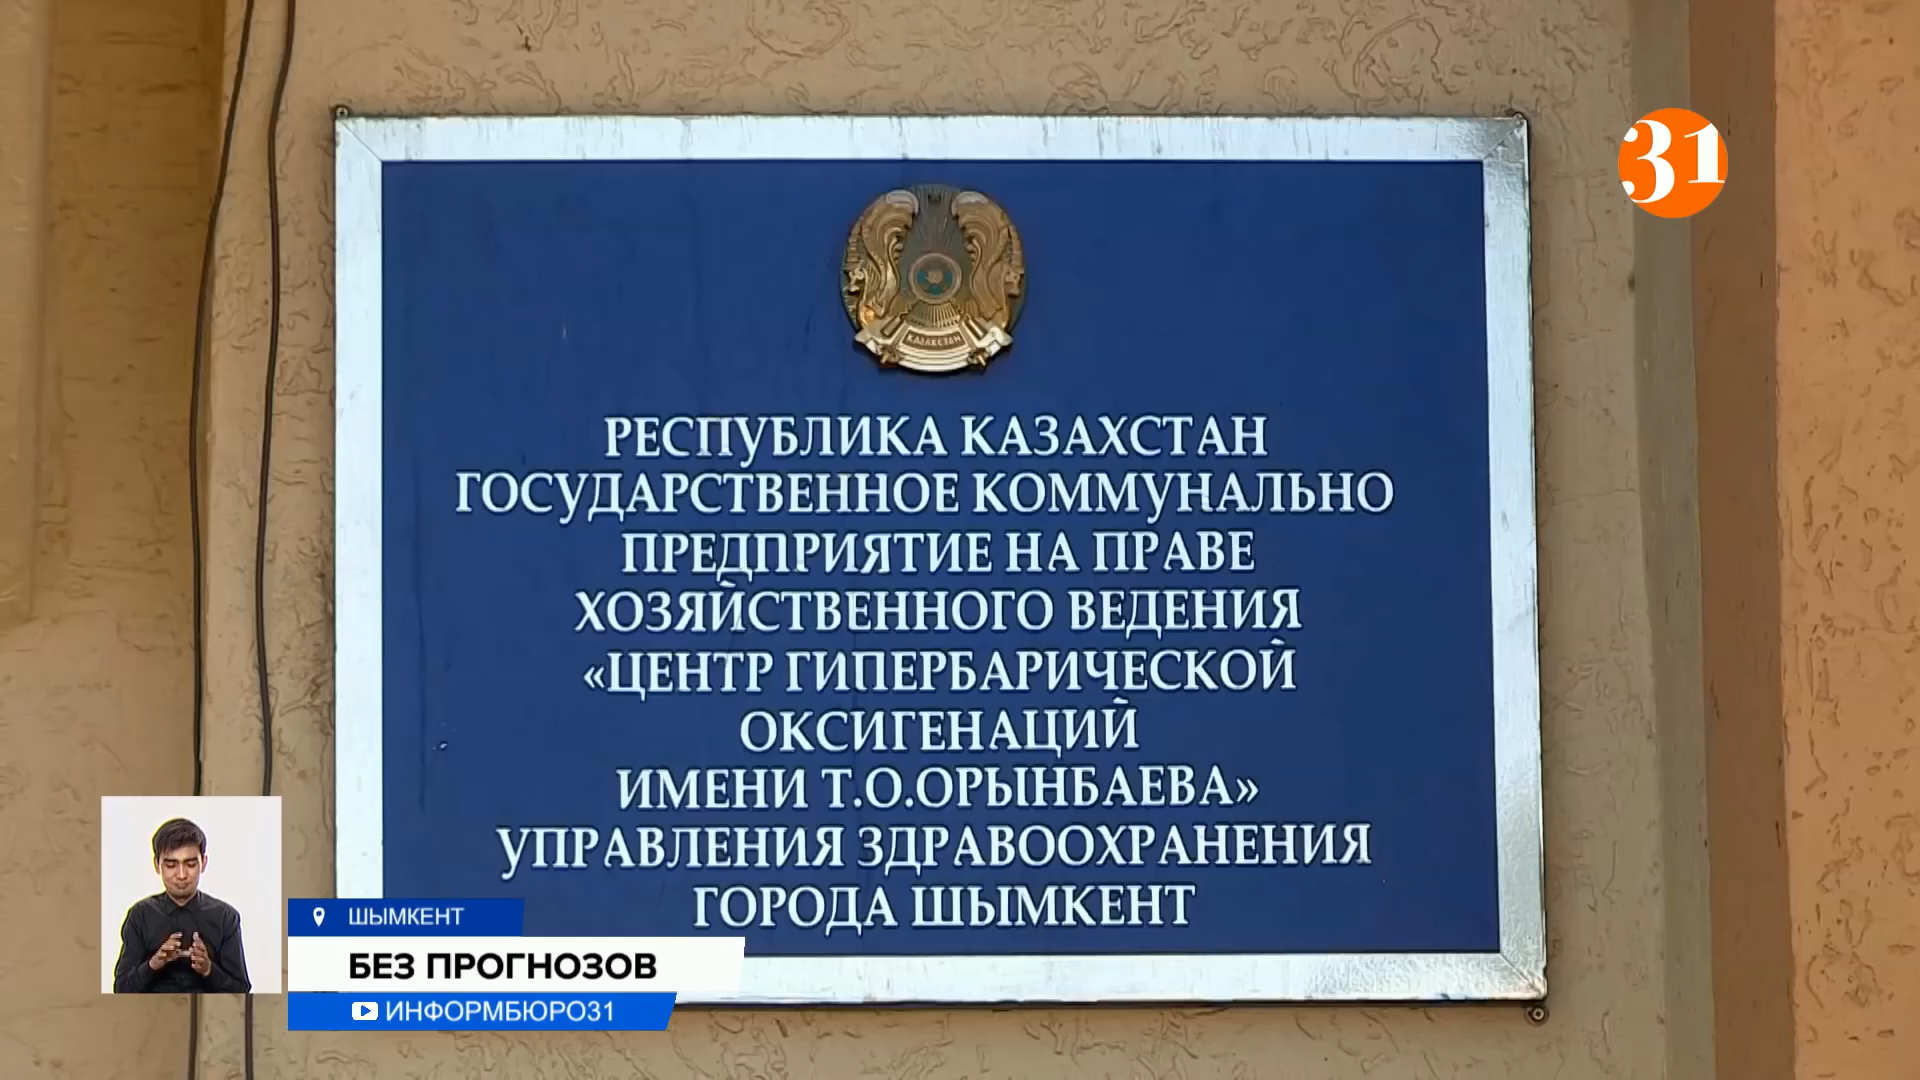 31
КАЗАХСТАН
РЕСПУБЛИКА КАЗАХСТАН
ГОСУДАРСТВЕННОЕ КОММУНАЛЬНО
ПРЕДПРИЯТИЕ НА ПРАВЕ
ХОЗЯЙСТВЕННОГО ВЕДЕНИЯ
«ЦЕНТР ГИПЕРБАРИЧЕСКОЙ
ОКСИГЕНАЦИЙ
ИМЕНИ Т.О.ОРЫНБАЕВА»
УПРАВЛЕНИЯ ЗДРАВООХРАНЕНИЯ
ГОРОДА ШЫМКЕНТ
ШЫМКЕНТ
БЕЗ ПРОГНОЗОВ
ИНФОРМБЮРО31